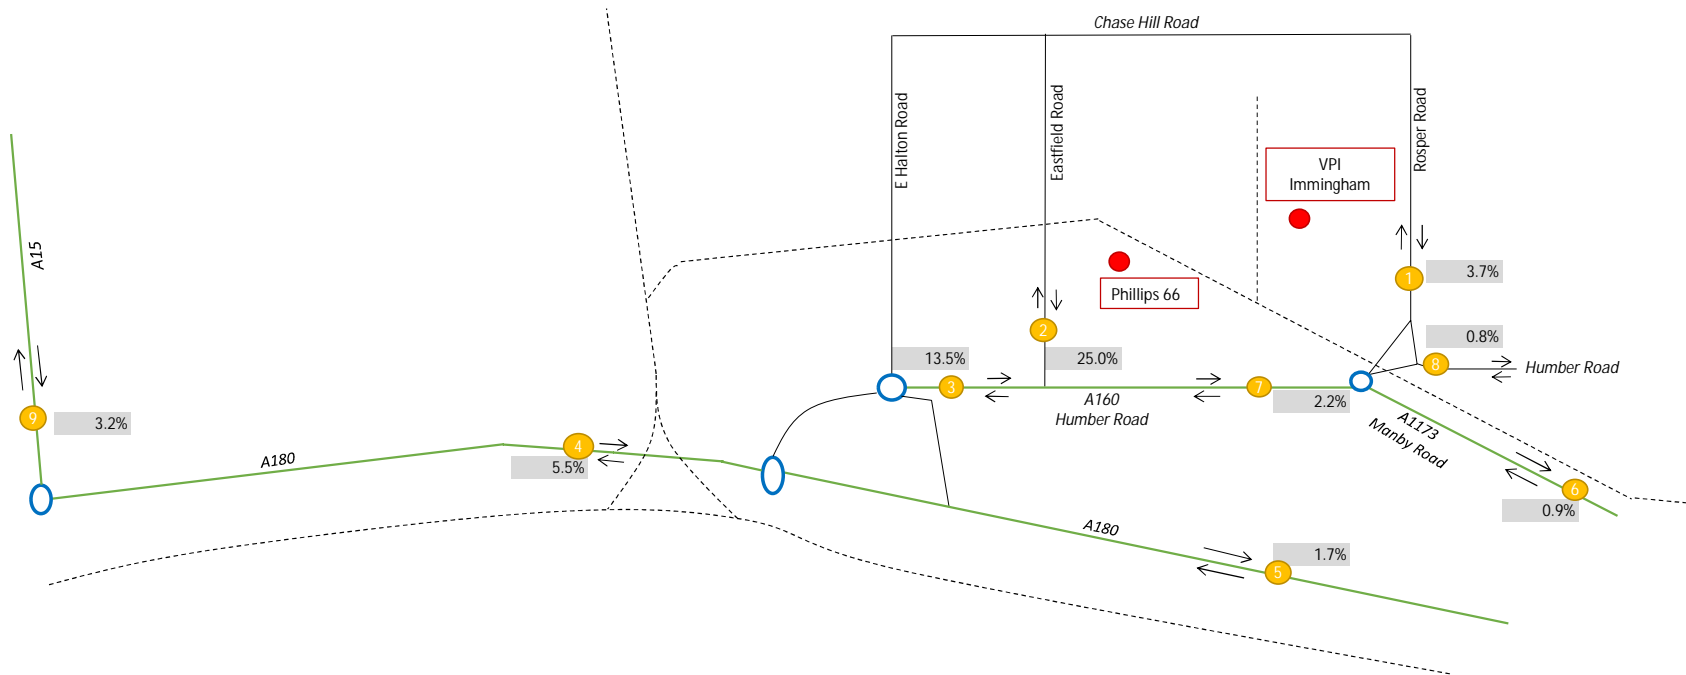 Chase Hill Road
E Halton Road
Eastfield Road
Rosper Road
VPI
Immingham
A15
1
3.7%
Phillips 66
2
0.8%
13.5%
25.0%
8
Humber Road
3
7
A160
Humber Road
2.2%
9
3.2%
A1173
Manby Road
4
A180
5.5%
6
0.9%
A180
1.7%
5